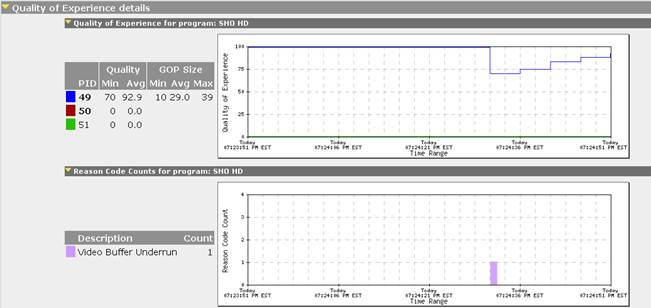 Quality of Experience details
Quality of Experience for program: SHO HD
Quality GOP Size
PID Min Avg Min Avg Max
49 70 92.9 10 29.0 39
50 0 0.0
51 0 0.0
Quality of Experience
100
75
50
25
0
Today Today Today Today Today
07:23:51 PM EST 07:24:06 PM EST 07:24:21 PM EST 07:24:36 PM EST 07:24:51 PM EST
Time Range
Reason Code Counts for program: SHO HD
Description Count
Video Buffer Underrun 1
Reason Code Count
4
3
2
1
0
Today Today Today Today Today
07:23:51 PM EST 07:24:06 PM EST 07:24:21 PM EST 07:24:36 PM EST 07:24:51 PM EST
Time Range